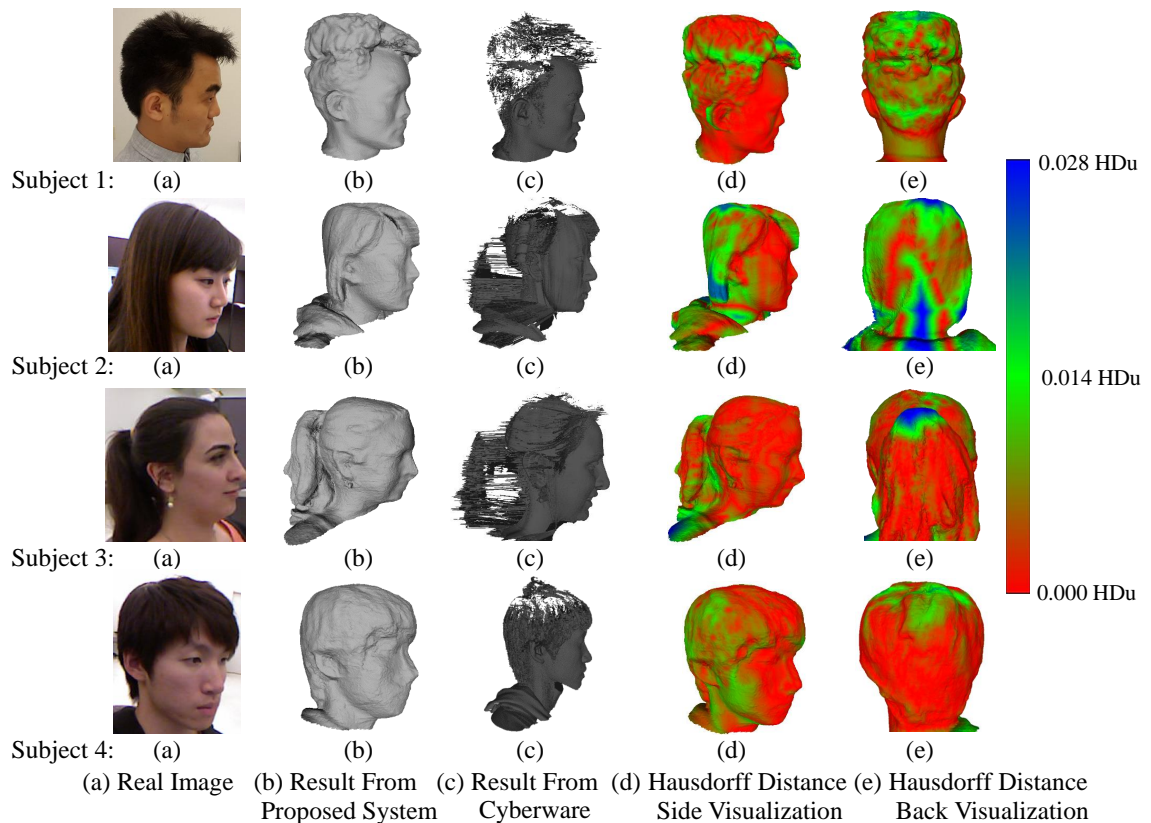 Subject 1: (a) (b) (c) (d) (e)
0.028 HDu
Subject 2: (a) (b) (c) (d) (e)
0.014 HDu
Subject 3: (a) (b) (c) (d) (e)
0.000 HDu
Subject 4: (a) (b) (c) (d) (e)
(a) Real Image (b) Result From (c) Result From (d) Hausdorff Distance (e) Hausdorff Distance
Proposed System Cyberware Side Visualization Back Visualization